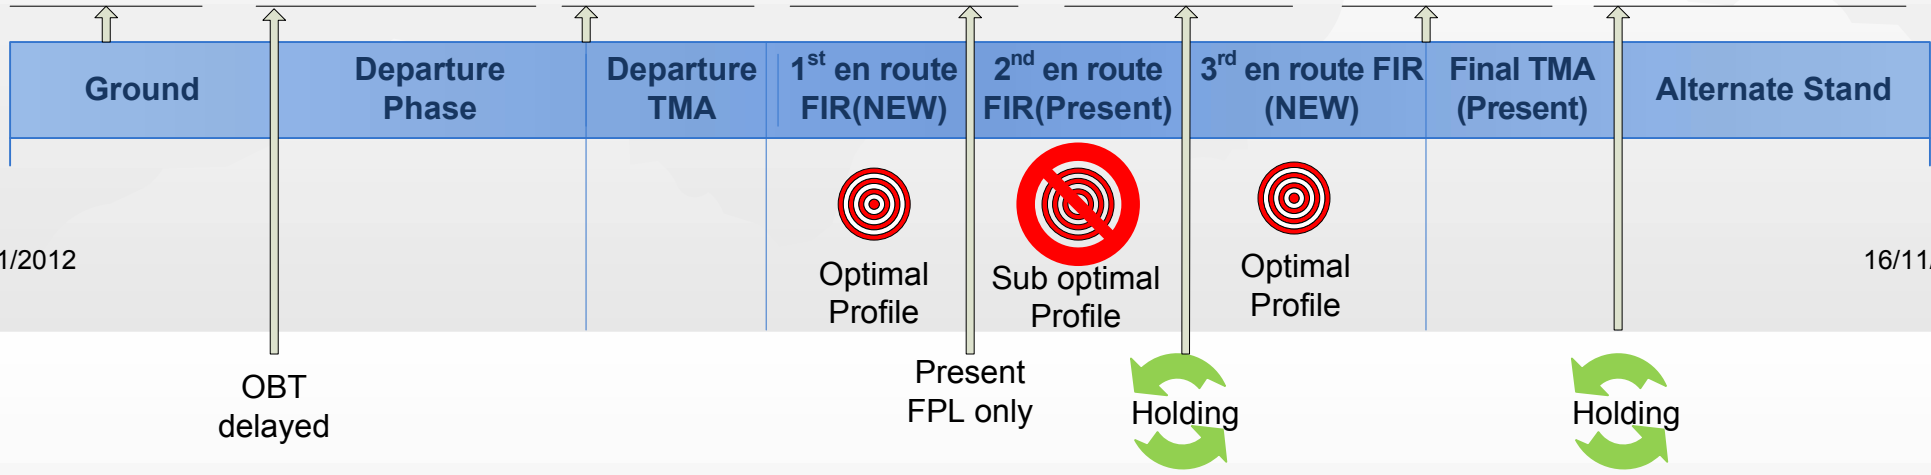 Ground
Departure
Phase
Departure
TMA
1st en route
FIR(NEW)
2nd en route
FIR(Present)
3rd en route FIR
(NEW)
Final TMA
(Present)
Alternate Stand
1/2012
16/11
Optimal
Profile
Sub optimal
Profile
Optimal
Profile
OBT
delayed
Present
FPL only
Holding
Holding